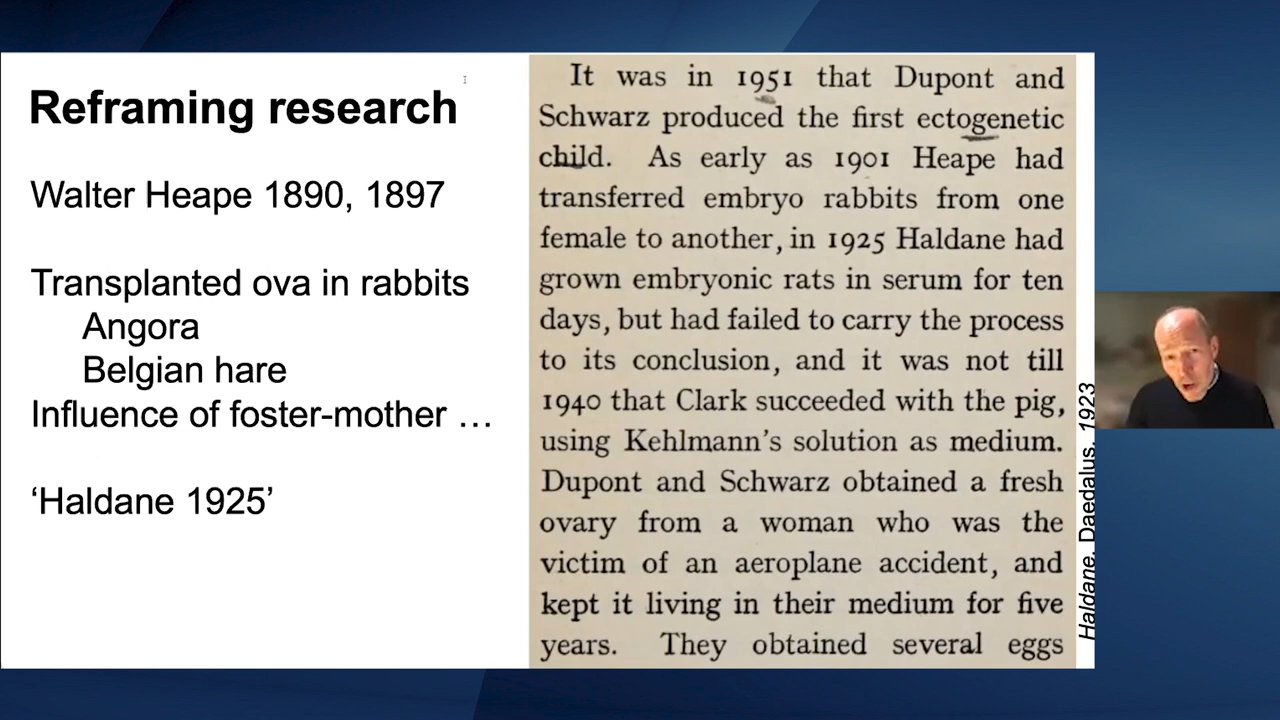 Reframing research
Walter Heape 1890, 1897
Transplanted ova in rabbits
Angora
Belgian hare
Influence of foster-mother …
‘Haldane 1925’
It was in 1951 that Dupont and
Schwarz produced the first ectogenetic
child. As early as 1901 Heape had
transferred embryo rabbits from one
female to another, in 1925 Haldane had
grown embryonic rats in serum for ten
days, but had failed to carry the process
to its conclusion, and it was not till
1940 that Clark succeeded with the pig,
using Kehlmann’s solution as medium.
Dupont and Schwarz obtained a fresh
ovary from a woman who was the
victim of an aeroplane accident, and
kept it living in their medium for five
years. They obtained several eggs
Haldane, Daedalus, 1923